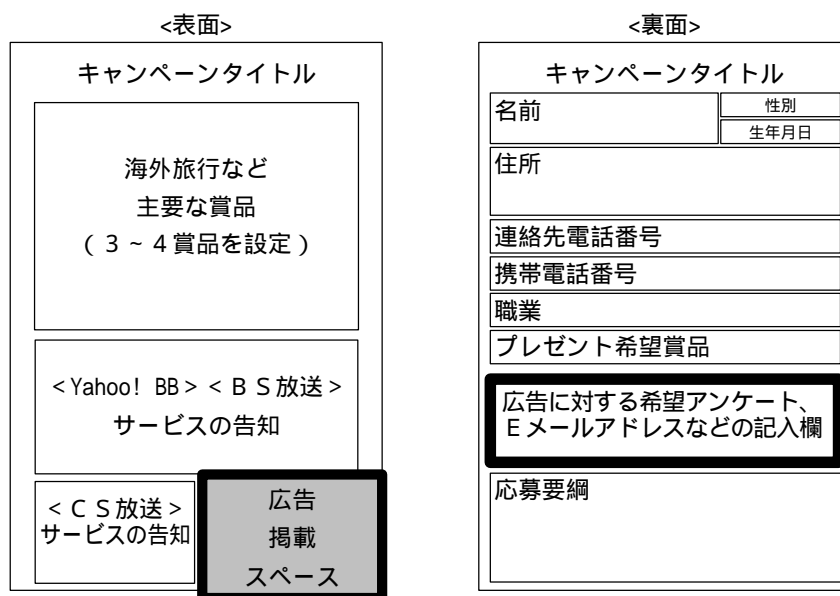 <表面>
キャンペーンタイトル
海外旅行など
主要な賞品
(3~4賞品を設定)
<Yahoo! BB><BS放送>
サービスの告知
<CS放送>
サービスの告知
広告
掲載
スペース
<裏面>
キャンペーンタイトル
名前
性別
生年月日
住所
連絡先電話番号
携帯電話番号
職業
プレゼント希望賞品
広告に対する希望アンケート、
Eメールアドレスなどの記入欄
応募要綱